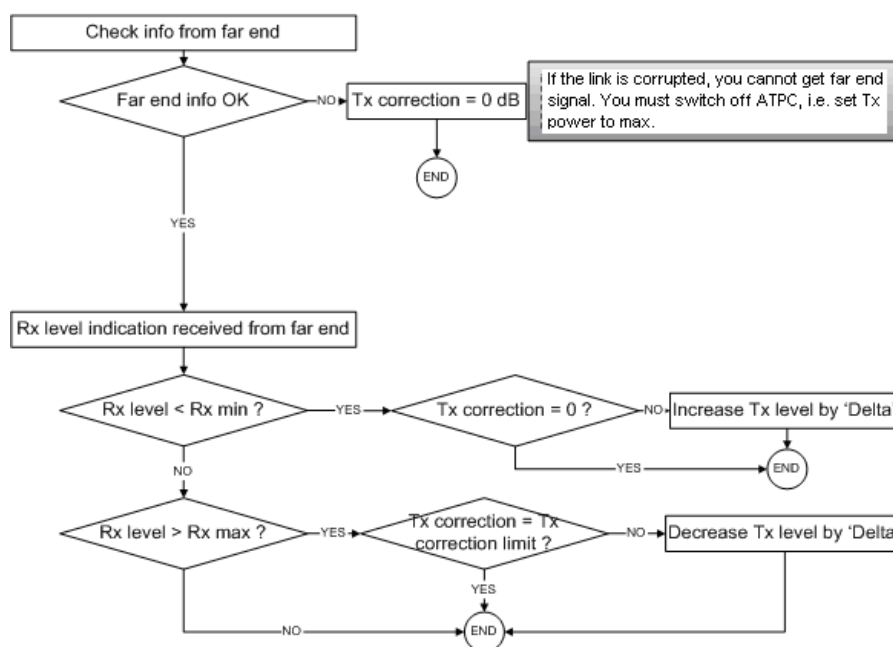 Check info from far end
Far end info OK
NO
Tx correction = 0 dB
If the link is corrupted, you cannot get far end
signal. You must switch off ATPC, i.e. set Tx
power to max.
END
YES
Rx level indication received from far end
Rx level < Rx min ?
YES
Tx correction = 0 ?
NO
Increase Tx level by 'Delta'
YES
END
NO
Rx level > Rx max ?
YES
Tx correction = Tx
correction limit ?
NO
Decrease Tx level by 'Delta'
YES
NO
END